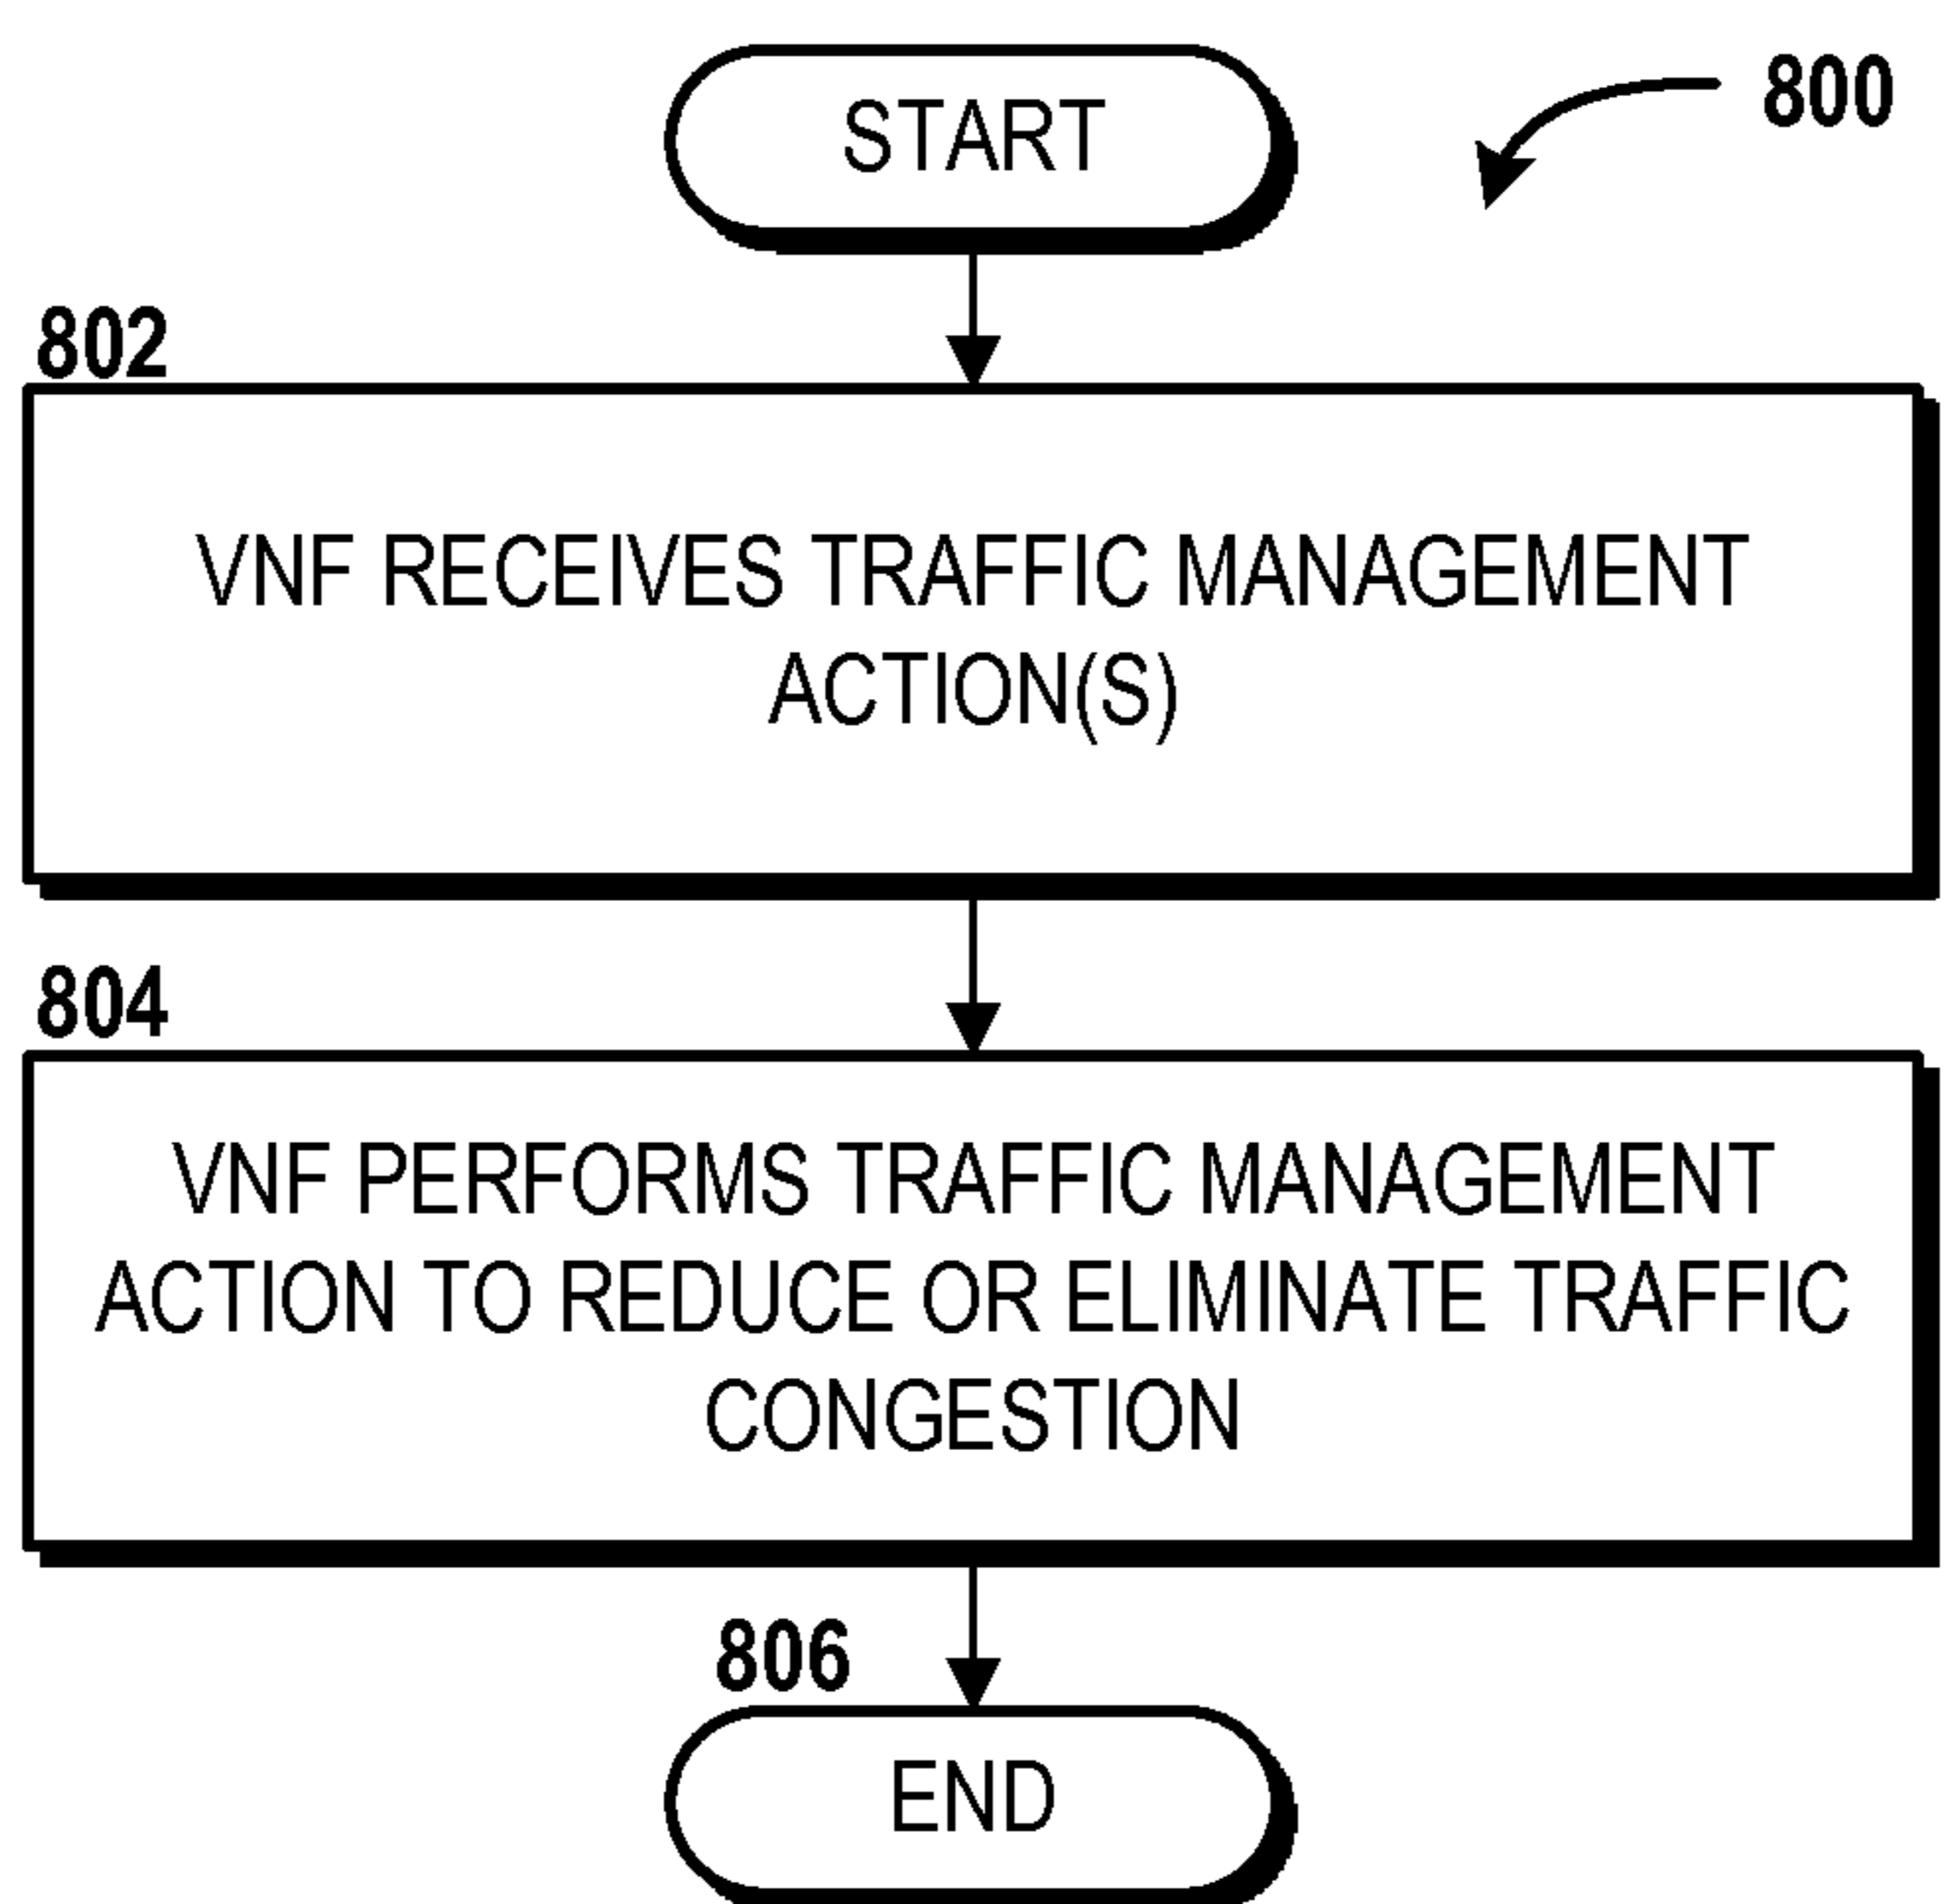 START
800
802
VNF RECEIVES TRAFFIC MANAGEMENT
ACTION(S)
804
VNF PERFORMS TRAFFIC MANAGEMENT
ACTION TO REDUCE OR ELIMINATE TRAFFIC
CONGESTION
806
END